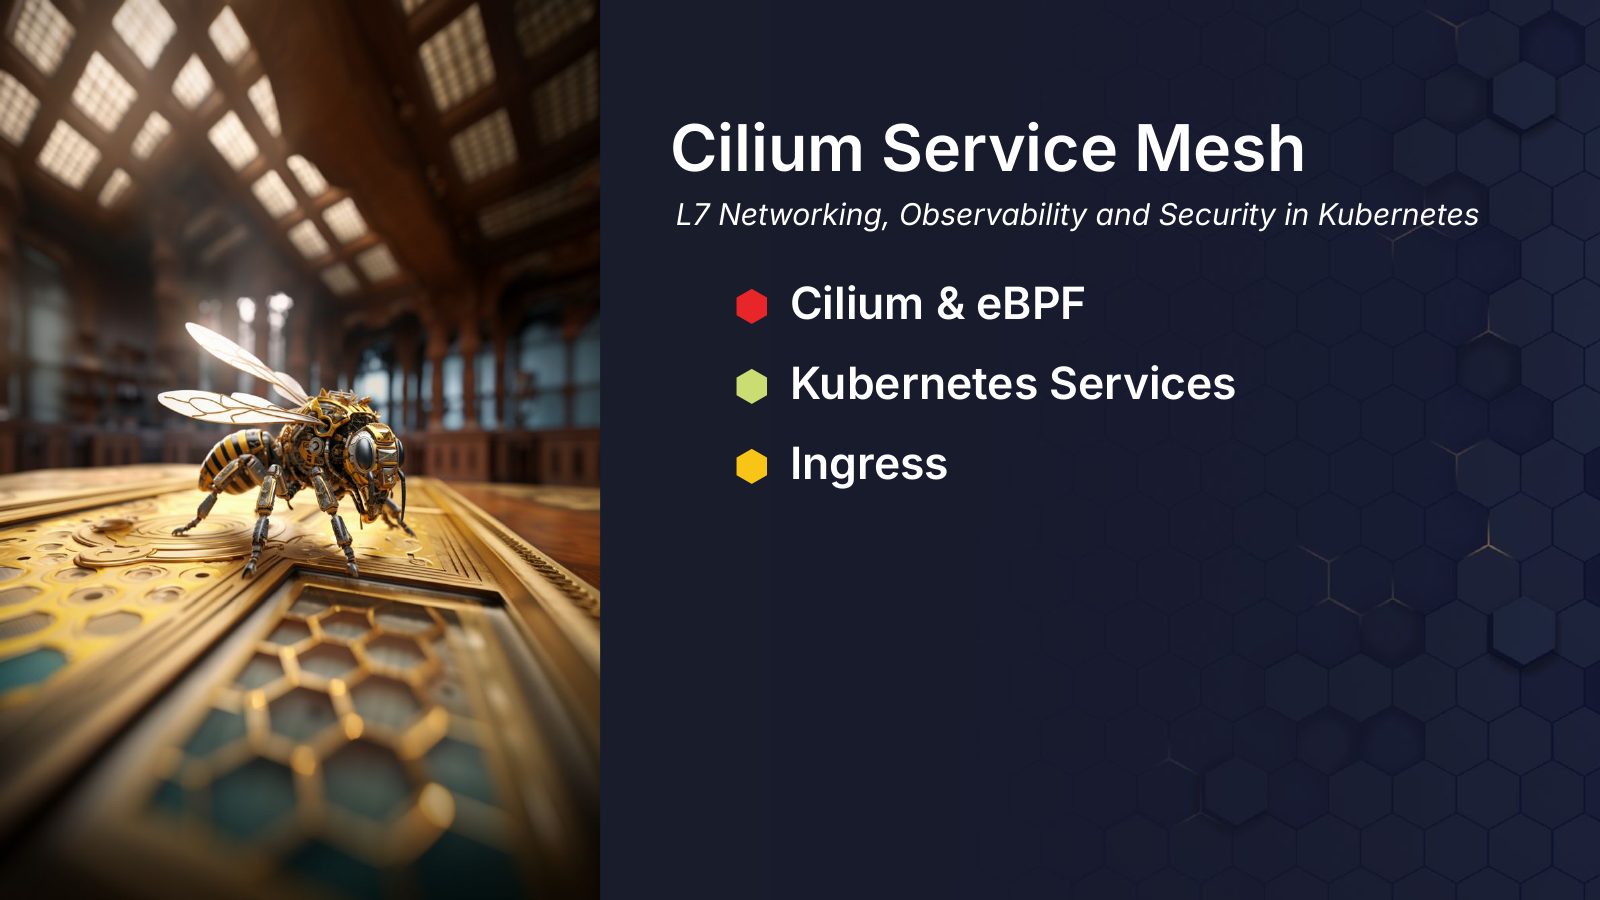 Cilium Service Mesh
L7 Networking, Observability and Security in Kubernetes
Cilium & eBPF
Kubernetes Services
Ingress